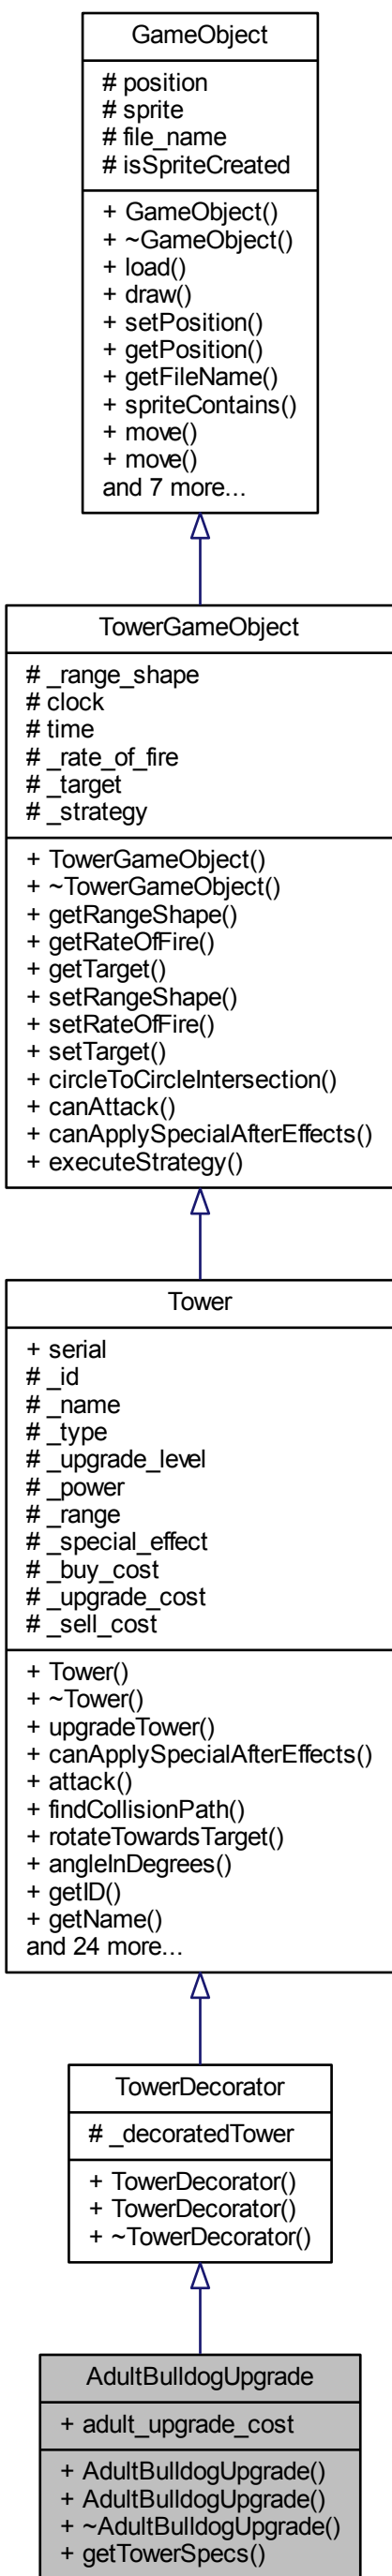 GameObject
# position
# sprite
# file_name
# isSpriteCreated
+ GameObject()
+ ~GameObject()
+ load()
+ draw()
+ setPosition()
+ getPosition()
+ getFileName()
+ spriteContains()
+ move()
+ move()
and 7 more...
TowerGameObject
# _range_shape
# clock
# time
# _rate_of_fire
# _target
# _strategy
+ TowerGameObject()
+ ~TowerGameObject()
+ getRangeShape()
+ getRateOfFire()
+ getTarget()
+ setRangeShape()
+ setRateOfFire()
+ setTarget()
+ circleToCircleIntersection()
+ canAttack()
+ canApplySpecialAfterEffects()
+ executeStrategy()
Tower
+ serial
# _id
# _name
# _type
# _upgrade_level
# _power
# _range
# _special_effect
# _buy_cost
# _upgrade_cost
# _sell_cost
+ Tower()
+ ~Tower()
+ upgradeTower()
+ canApplySpecialAfterEffects()
+ attack()
+ findCollisionPath()
+ rotateTowardsTarget()
+ angleInDegrees()
+ getID()
+ getName()
and 24 more...
TowerDecorator
# _decoratedTower
+ TowerDecorator()
+ TowerDecorator()
+ ~TowerDecorator()
AdultBulldogUpgrade
+ adult_upgrade_cost
+ AdultBulldogUpgrade()
+ AdultBulldogUpgrade()
+ ~AdultBulldogUpgrade()
+ getTowerSpecs()